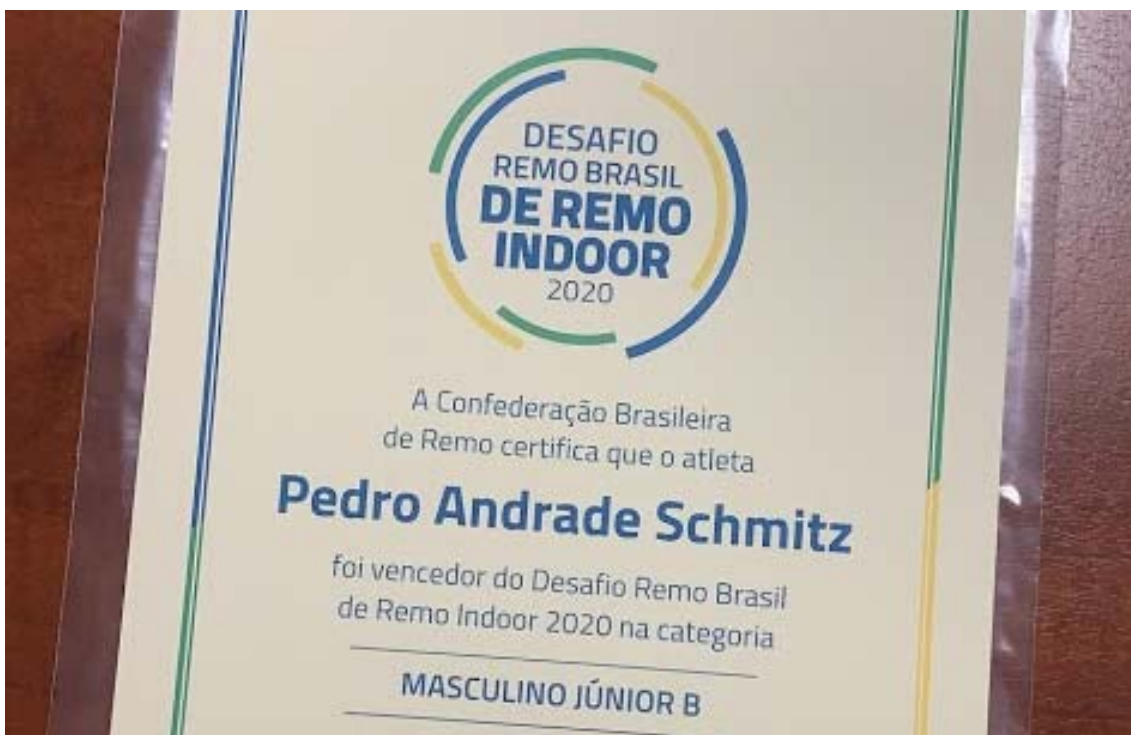 DESAFIO
REMO BRASIL
DE REMO
INDOOR
2020
A Confederação Brasileira
de Remo certifica que o atleta
Pedro Andrade Schmitz
foi vencedor do Desafio Remo Brasil
de Remo Indoor 2020 na categoria
MASCULINO JÚNIOR B